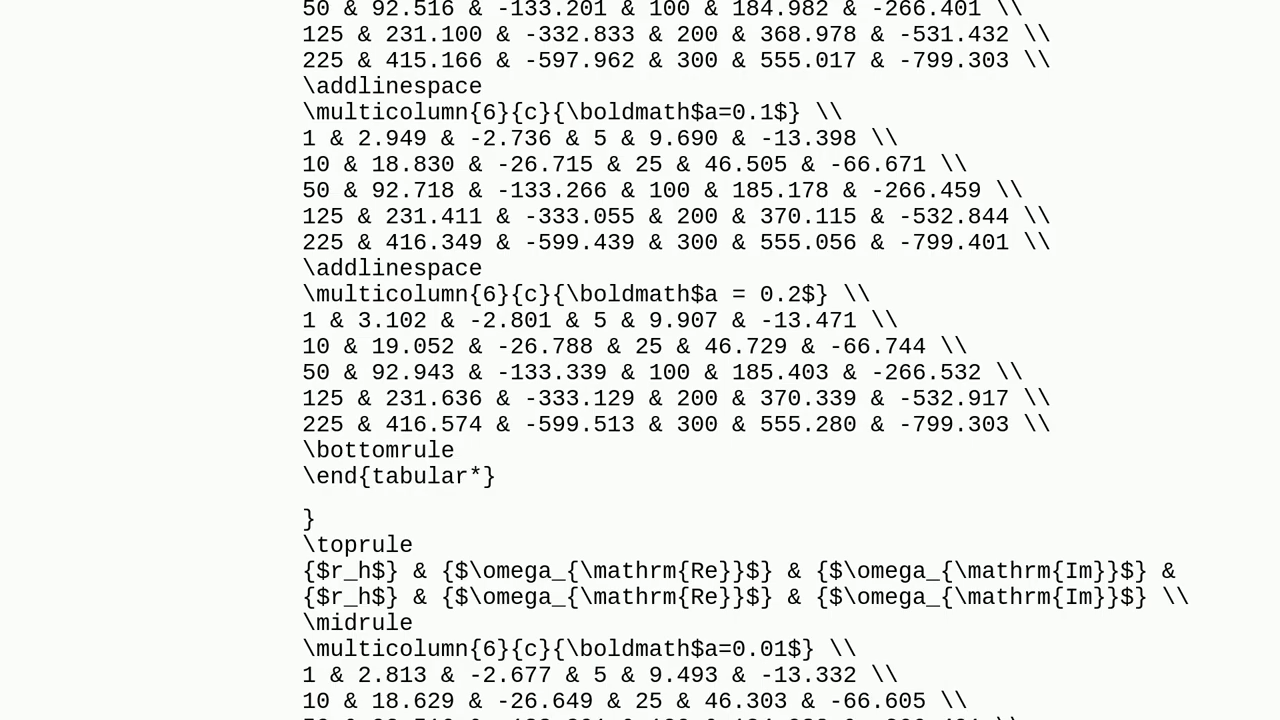 50 & 92.516 & -133.201 & 100 & 184.982 & -266.401 \\
125 & 231.100 & -332.833 & 200 & 368.978 & -531.432 \\
225 & 415.166 & -597.962 & 300 & 555.017 & -799.303 \\
\addlinespace
\multicolumn{6}{c}{\boldmath$a=0.1$} \\
1 & 2.949 & -2.736 & 5 & 9.690 & -13.398 \\
10 & 18.830 & -26.715 & 25 & 46.505 & -66.671 \\
50 & 92.718 & -133.266 & 100 & 185.178 & -266.459 \\
125 & 231.411 & -333.055 & 200 & 370.115 & -532.844 \\
225 & 416.349 & -599.439 & 300 & 555.056 & -799.401 \\
\addlinespace
\multicolumn{6}{c}{\boldmath$a = 0.2$} \\
1 & 3.102 & -2.801 & 5 & 9.907 & -13.471 \\
10 & 19.052 & -26.788 & 25 & 46.729 & -66.744 \\
50 & 92.943 & -133.339 & 100 & 185.403 & -266.532 \\
125 & 231.636 & -333.129 & 200 & 370.339 & -532.917 \\
225 & 416.574 & -599.513 & 300 & 555.280 & -799.303 \\
\bottomrule
\end{tabular*}
}
\toprule
{$r_h$} & {$\omega_{\mathrm{Re}}$} & {$\omega_{\mathrm{Im}}$} &
{$r_h$} & {$\omega_{\mathrm{Re}}$} & {$\omega_{\mathrm{Im}}$} \\
\midrule
\multicolumn{6}{c}{\boldmath$a=0.01$} \\
1 & 2.813 & -2.677 & 5 & 9.493 & -13.332 \\
10 & 18.629 & -26.649 & 25 & 46.303 & -66.605 \\